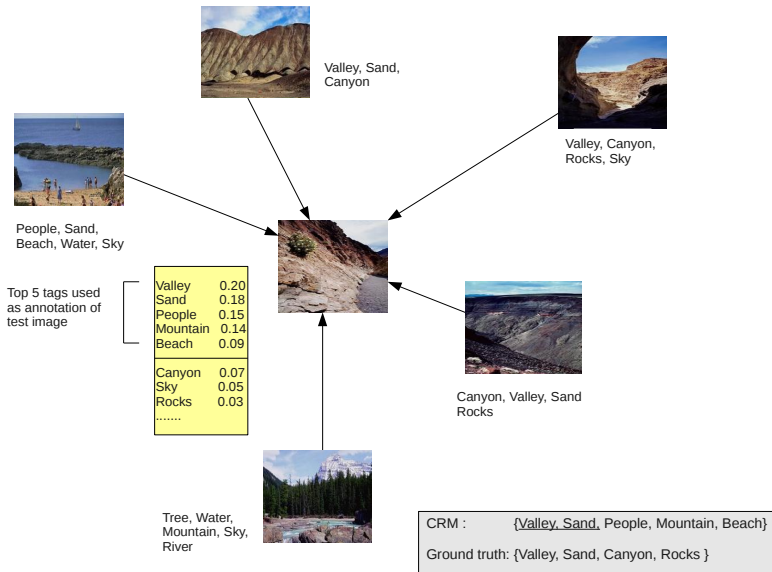 Valley, Sand,
Canyon
Valley, Canyon,
Rocks, Sky
People, Sand,
Beach, Water, Sky
Top 5 tags used
as annotation of
test image
Valley 0.20
Sand 0.18
People 0.15
Mountain 0.14
Beach 0.09
Canyon 0.07
Sky 0.05
Rocks 0.03
.......
Canyon, Valley, Sand
Rocks
Tree, Water,
Mountain, Sky,
River
CRM : {Valley, Sand, People, Mountain, Beach}
Ground truth: {Valley, Sand, Canyon, Rocks }